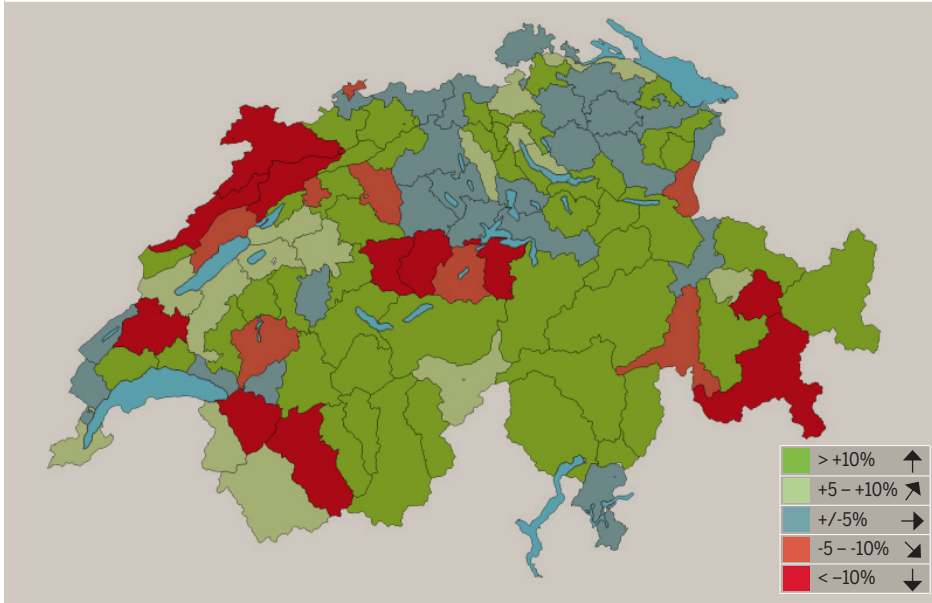 > +10%
+5 – +10%
+/-5%
-5 – -10%
< –10%